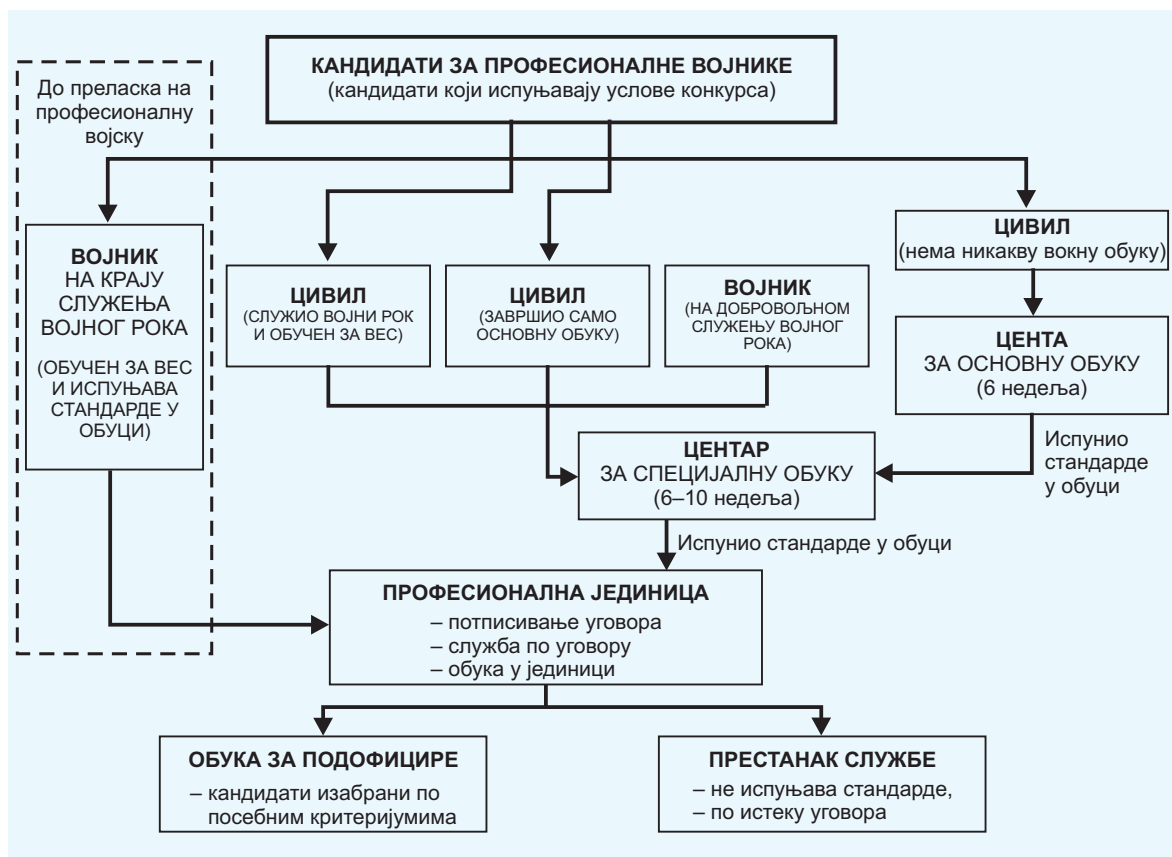 КАНДИДАТИ ЗА ПРОФЕСИОНАЛНЕ ВОЈНИКЕ
(кандидати који испуњавају услове конкурса)
До преласка на
професионалну
војску
ВОЈНИК
НА КРАЈУ
СЛУЖЕЊА
ВОЈНОГ РОКА
(ОБУЧЕН ЗА ВЕС
И ИСПУЊАВА
СТАНДАРДЕ У
ОБУЦИ)
ЦИВИЛ
(СЛУЖИО ВОЈНИ РОК
И ОБУЧЕН ЗА ВЕС)
ЦИВИЛ
(ЗАВРШИО САМО
ОСНОВНУ ОБУКУ)
ВОЈНИК
(НА ДОБРОВОЉНОМ
СЛУЖЕЊУ ВОЈНОГ
РОКА)
ЦИВИЛ
(нема никакву вокну обуку)
ЦЕНТА
ЗА ОСНОВНУ ОБУКУ
(6 недеља)
Испунио
стандарде
у обуци
ЦЕНТАР
ЗА СПЕЦИЈАЛНУ ОБУКУ
(6–10 недеља)
Испунио стандарде у обуци
ПРОФЕСИОНАЛНА ЈЕДИНИЦА
– потписивање уговора
– служба по уговору
– обука у јединици
ОБУКА ЗА ПОДОФИЦИРЕ
– кандидати изабрани по
посебним критеријумима
ПРЕСТАНАК СЛУЖБЕ
– не испуњава стандарде,
– по истеку уговора